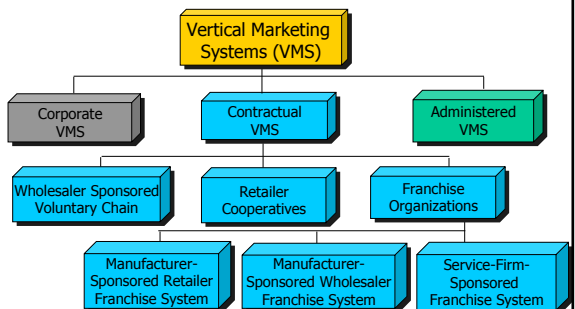 Vertical Marketing
Systems (VMS)
Corporate
VMS
Contractual
VMS
Administered
VMS
Wholesaler Sponsored
Voluntary Chain
Retailer
Cooperatives
Franchise
Organizations
Manufacturer-
Sponsored Retailer
Franchise System
Manufacturer-
Sponsored Wholesaler
Franchise System
Service-Firm-
Sponsored
Franchise System